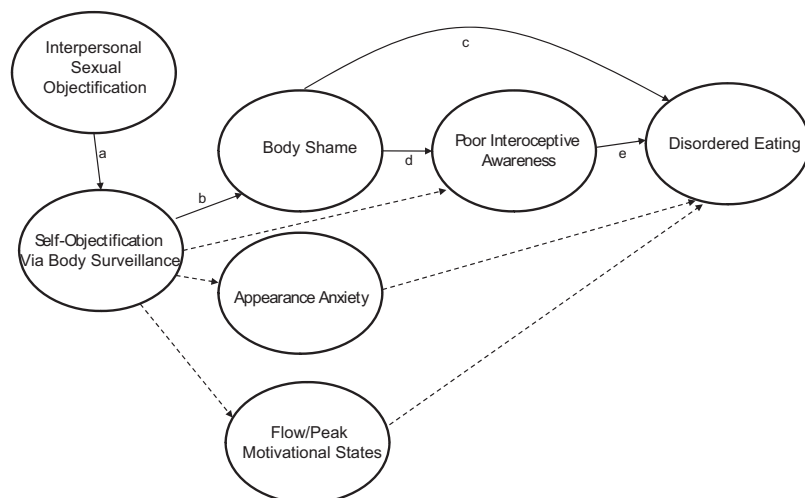 Interpersonal
Sexual
Objectification
c
Body Shame
Poor Interoceptive
Awareness
Disordered Eating
a
d
e
b
Self-Objectification
Via Body Surveillance
Appearance Anxiety
Flow/Peak
Motivational States